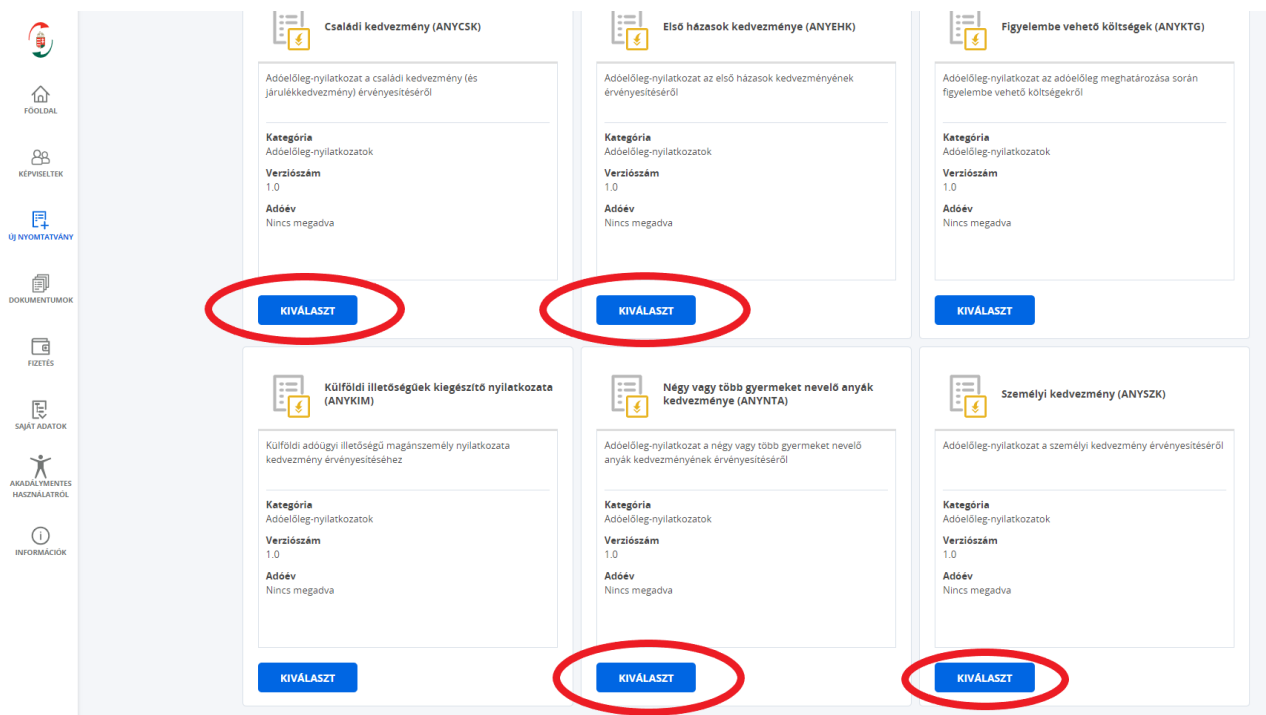 FŐOLDAL
KÉPVISELTEK
ÚJ NYOMTATVÁNY
DOKUMENTUMOK
FIZETÉS
SAJÁT ADATOK
AKADÁLYMENTES
HASZNÁLATRÓL
INFORMÁCIÓK
Családi kedvezmény (ANYCSK)
Adóelőleg-nyilatkozat a családi kedvezmény (és
járulékkedvezmény) érvényesítéséről
Kategória
Adóelőleg-nyilatkozatok
Verziószám
1.0
Adóév
Nincs megadva
KIVÁLASZT
Első házasok kedvezménye (ANYEHK)
Adóelőleg-nyilatkozat az első házasok kedvezményének
érvényesítéséről
Kategória
Adóelőleg-nyilatkozatok
Verziószám
1.0
Adóév
Nincs megadva
KIVÁLASZT
Figyelembe vehető költségek (ANYKTG)
Adóelőleg-nyilatkozat az adóelőleg meghatározása során
figyelembe vehető költségekről
Kategória
Adóelőleg-nyilatkozatok
Verziószám
1.0
Adóév
Nincs megadva
KIVÁLASZT
Külföldi illetőségűek kiegészítő nyilatkozata
(ANYKIM)
Külföldi adóügyi illetőségű magánszemély nyilatkozata
kedvezmény érvényesítéséhez
Kategória
Adóelőleg-nyilatkozatok
Verziószám
1.0
Adóév
Nincs megadva
KIVÁLASZT
Négy vagy több gyermeket nevelő anyák
kedvezménye (ANYNTA)
Adóelőleg-nyilatkozat a négy vagy több gyermeket nevelő
anyák kedvezményének érvényesítéséről
Kategória
Adóelőleg-nyilatkozatok
Verziószám
1.0
Adóév
Nincs megadva
KIVÁLASZT
Személyi kedvezmény (ANYSZK)
Adóelőleg-nyilatkozat a személyi kedvezmény érvényesítéséről
Kategória
Adóelőleg-nyilatkozatok
Verziószám
1.0
Adóév
Nincs megadva
KIVÁLASZT